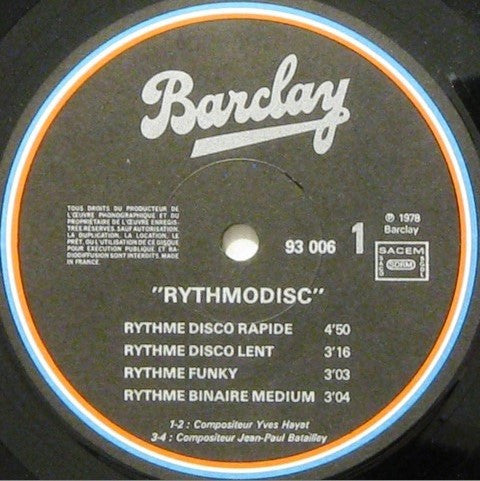 Barclay
TOUS DROITS DU PRODUCTEUR DE
L'ŒUVRE PHONOGRAPHIQUE ET DU
PROPRIÉTAIRE DE L'ŒUVRE ENREGIS-
TRÉE RÉSERVÉS. SAUF AUTORISATION,
LA DUPLICATION, LA LOCATION, LE
PRÊT, OU L'UTILISATION DE CE DISQUE
POUR EXÉCUTION PUBLIQUE ET RA-
DIODIFFUSION SONT INTERDITS. MADE
IN FRANCE.
93 006 1
℗ 1978
Barclay
SACEM
SACD SDRM SGDL
"RYTHMODISC"
RYTHME DISCO RAPIDE 4'50
RYTHME DISCO LENT 3'16
RYTHME FUNKY 3'03
RYTHME BINAIRE MEDIUM 3'04
1-2 : Compositeur Yves Hayat
3-4 : Compositeur Jean-Paul Batailley